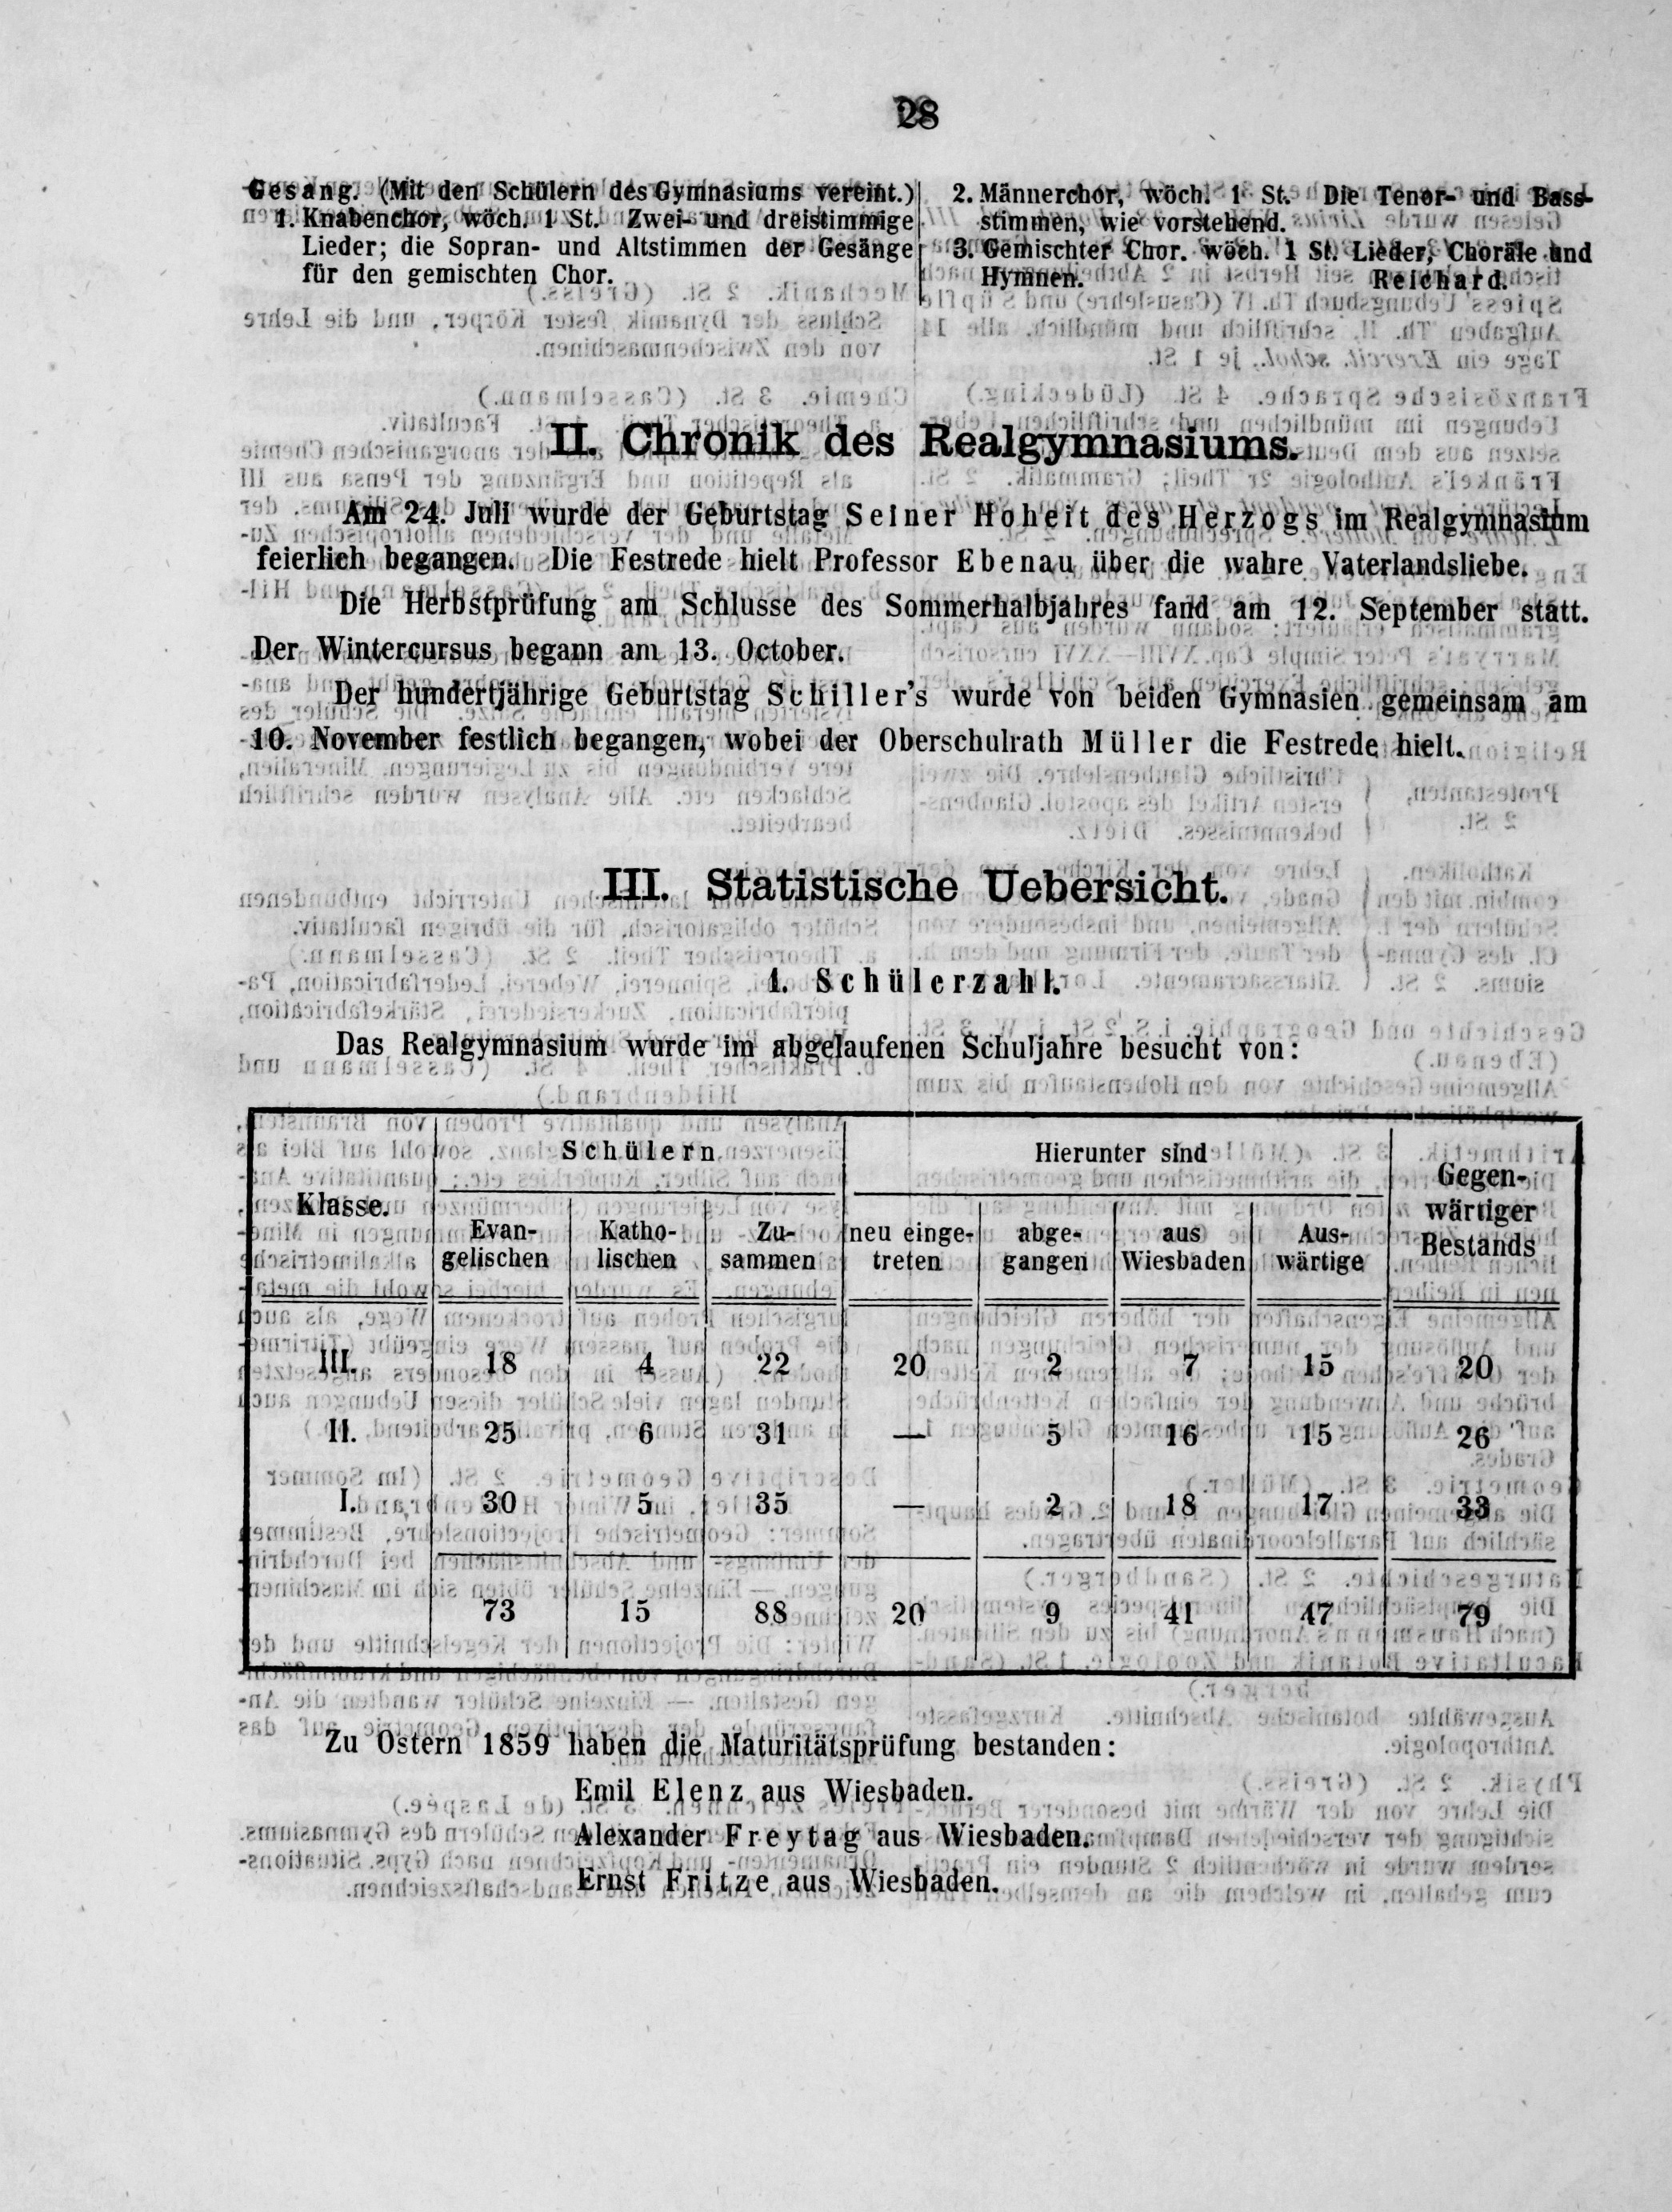 28
Gesang. (Mit den Schülern des Gymnasiums vereint.)
1. Knabenchor, wöch. 1 St. Zwei- und dreistimmige
Lieder; die Sopran- und Altstimmen der Gesänge
für den gemischten Chor.
2. Männerchor, wöch. 1 St. Die Tenor- und Bass-
stimmen, wie vorstehend.
3. Gemischter Chor. wöch. 1 St. Lieder, Choräle und
Hymnen. Reichard.
II. Chronik des Realgymnasiums.
Am 24. Juli wurde der Geburtstag Seiner Hoheit des Herzogs im Realgymnasium
feierlich begangen. Die Festrede hielt Professor Ebenau über die wahre Vaterlandsliebe.
Die Herbstprüfung am Schlusse des Sommerhalbjahres fand am 12. September statt.
Der Wintercursus begann am 13. October.
Der hundertjährige Geburtstag Schiller's wurde von beiden Gymnasien gemeinsam am
10. November festlich begangen, wobei der Oberschulrath Müller die Festrede hielt.
III. Statistische Uebersicht.
1. Schülerzahl.
Das Realgymnasium wurde im abgelaufenen Schuljahre besucht von:
Klasse. Schülern Hierunter sind Gegen-
wärtiger
Bestands
Evan- Katho- Zu- neu einge- abge- aus Aus-
gelischen lischen sammen treten gangen Wiesbaden wärtige
III. 18 4 22 20 2 7 15 20
II. 25 6 31 — 5 16 15 26
I. 30 5 35 — 2 18 17 33
73 15 88 20 9 41 47 79
Zu Ostern 1859 haben die Maturitätsprüfung bestanden:
Emil Elenz aus Wiesbaden.
Alexander Freytag aus Wiesbaden.
Ernst Fritze aus Wiesbaden.